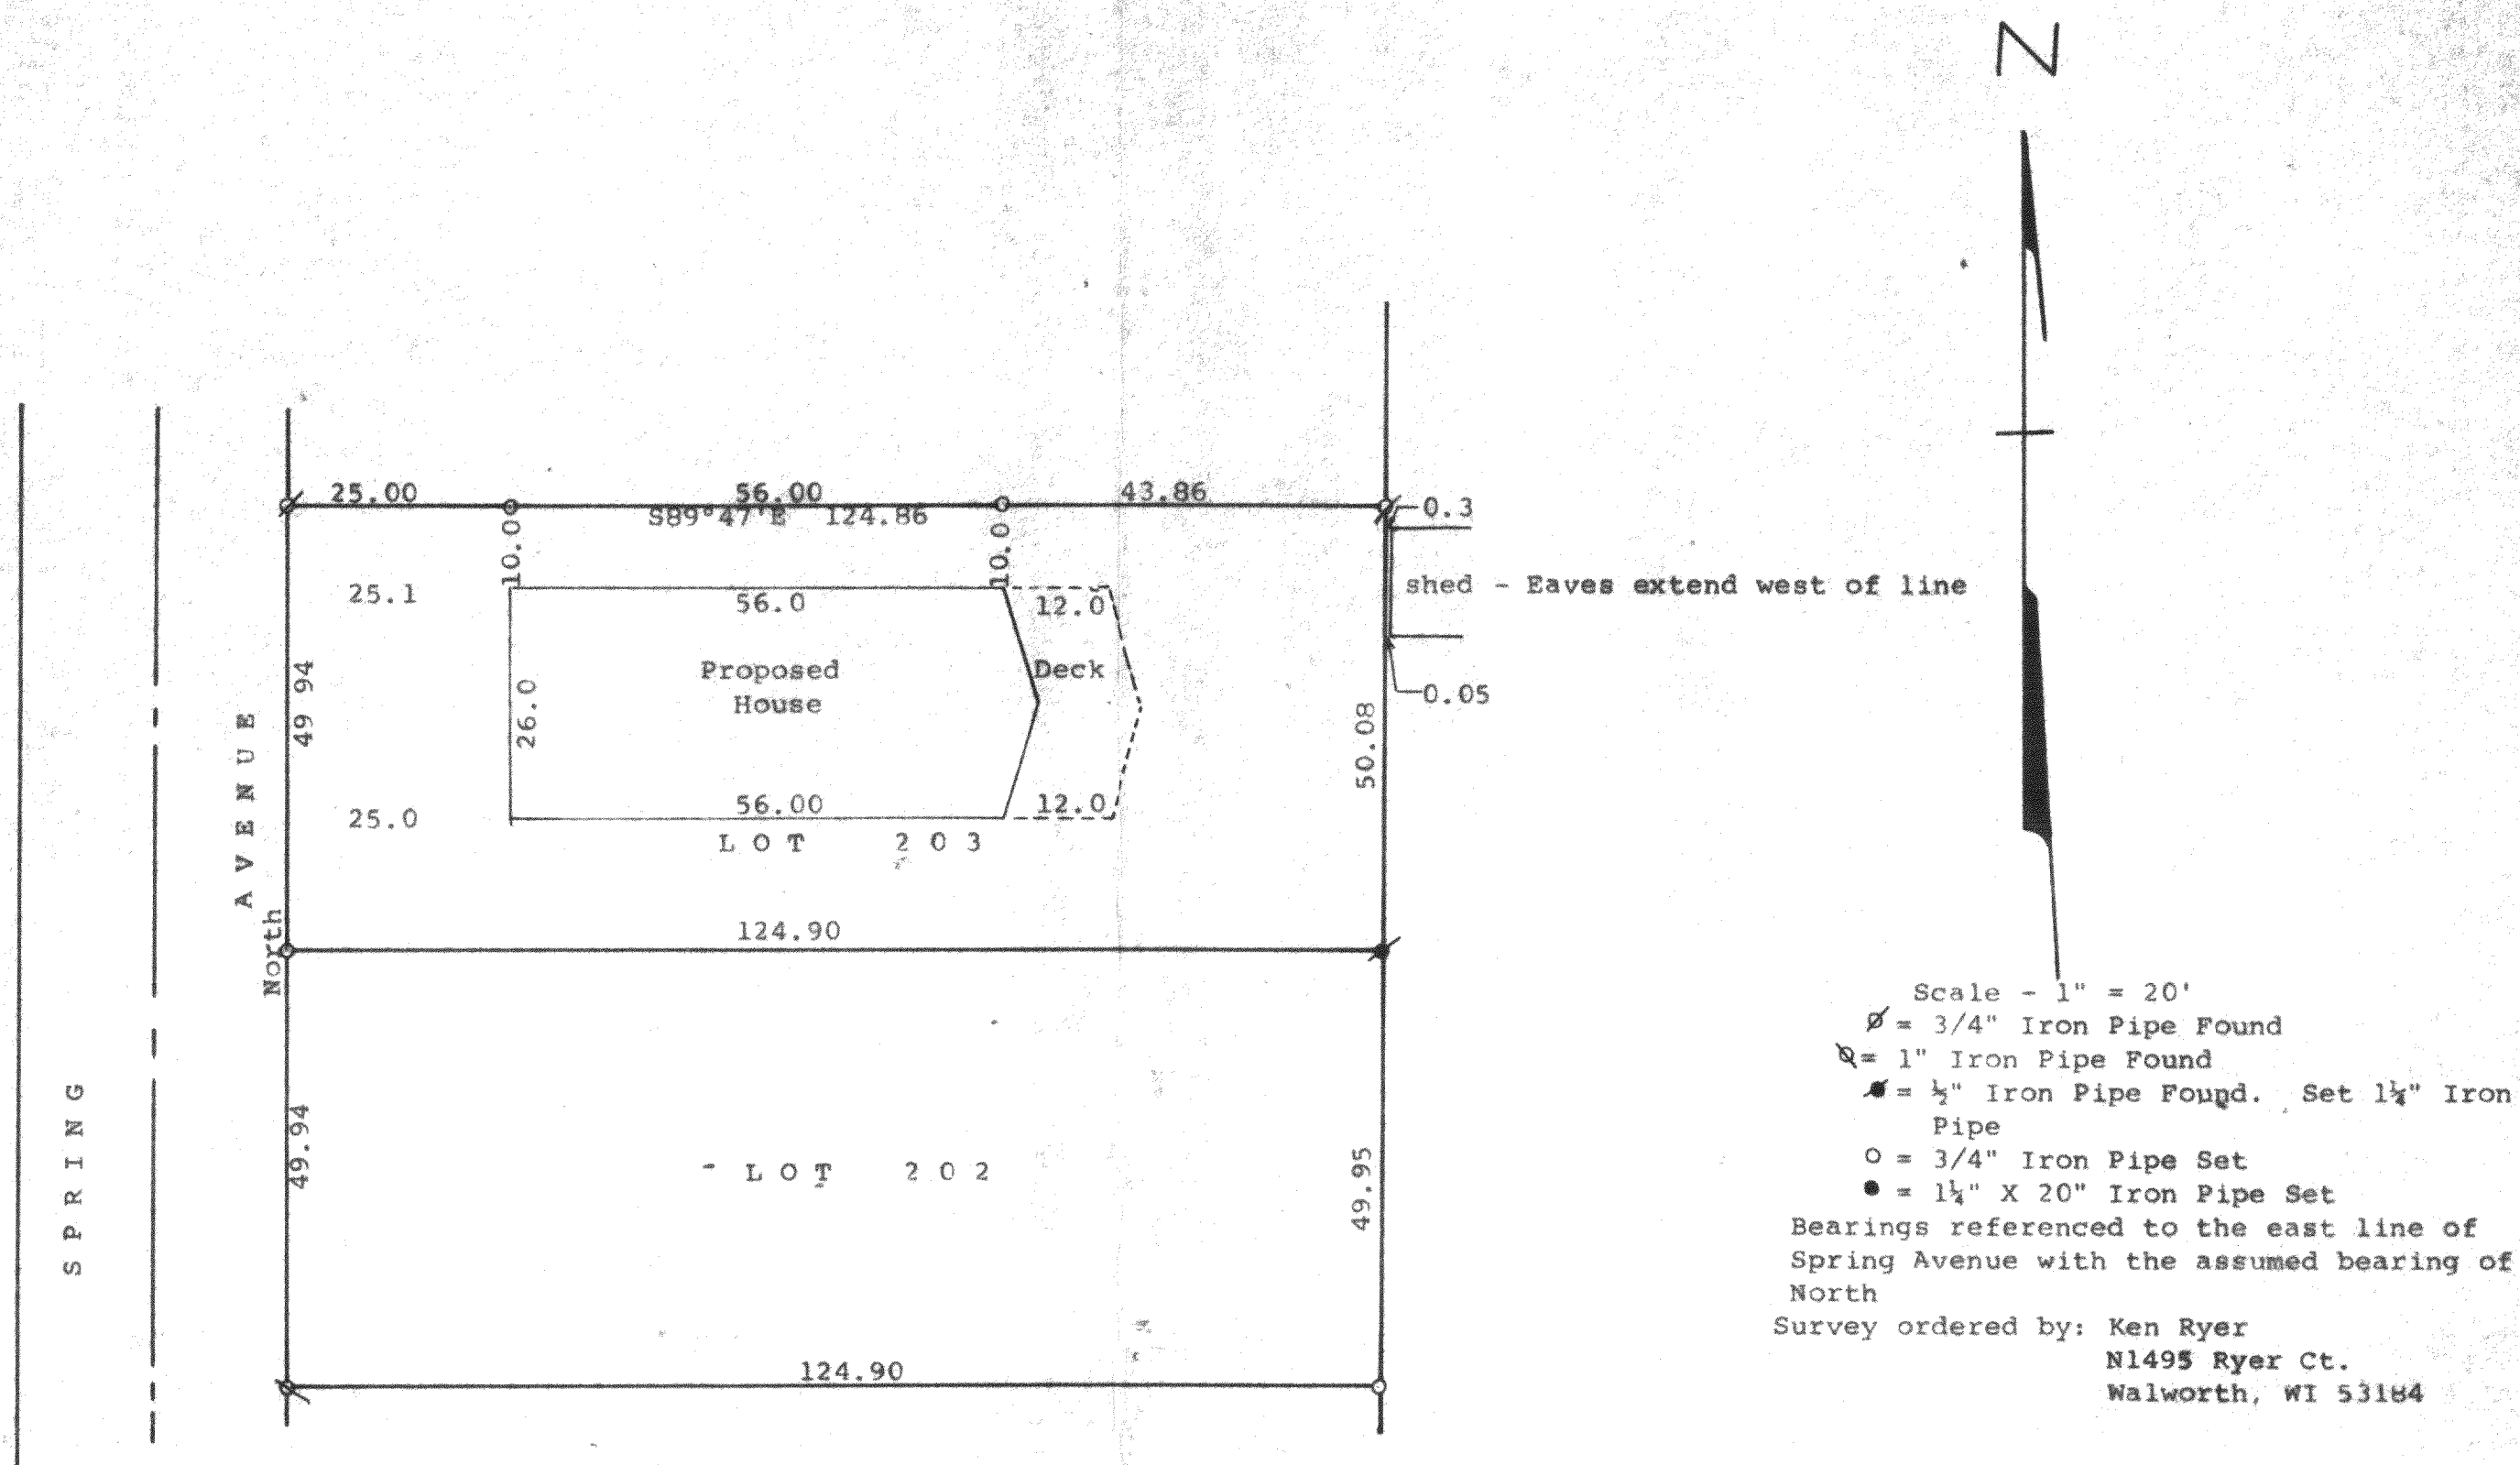 N
25.00 56.00 43.86
S89°47'E 124.86
0.3
10.0 10.0
25.1
56.0
12.0
shed - Eaves extend west of line
Proposed
House
Deck
26.0
49 94
0.05
50.08
56.00
12.0
25.0
LOT 203
AVENUE
North
124.90
SPRING
49.94
LOT 202
49.95
124.90
Scale - 1" = 20'
= 3/4" Iron Pipe Found
= 1" Iron Pipe Found
= ½" Iron Pipe Found. Set 1¼" Iron
Pipe
= 3/4" Iron Pipe Set
= 1¼" X 20" Iron Pipe Set
Bearings referenced to the east line of
Spring Avenue with the assumed bearing of
North
Survey ordered by: Ken Ryer
N1495 Ryer Ct.
Walworth, WI 53184